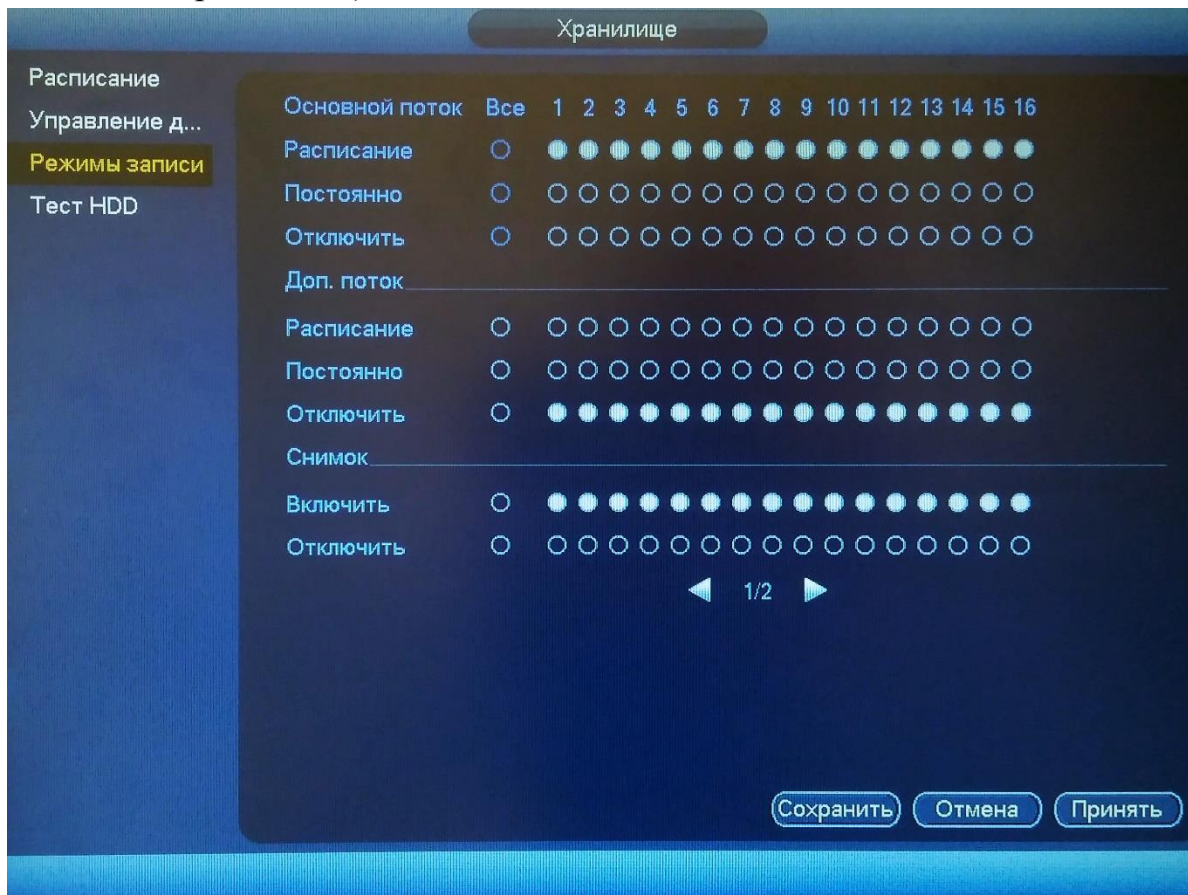 Хранилище
Расписание
Управление д...
Режимы записи
Тест HDD
Основной поток Все 1 2 3 4 5 6 7 8 9 10 11 12 13 14 15 16
Расписание
Постоянно
Отключить
Доп. поток
Расписание
Постоянно
Отключить
Снимок
Включить
Отключить
1/2
Сохранить Отмена Принять